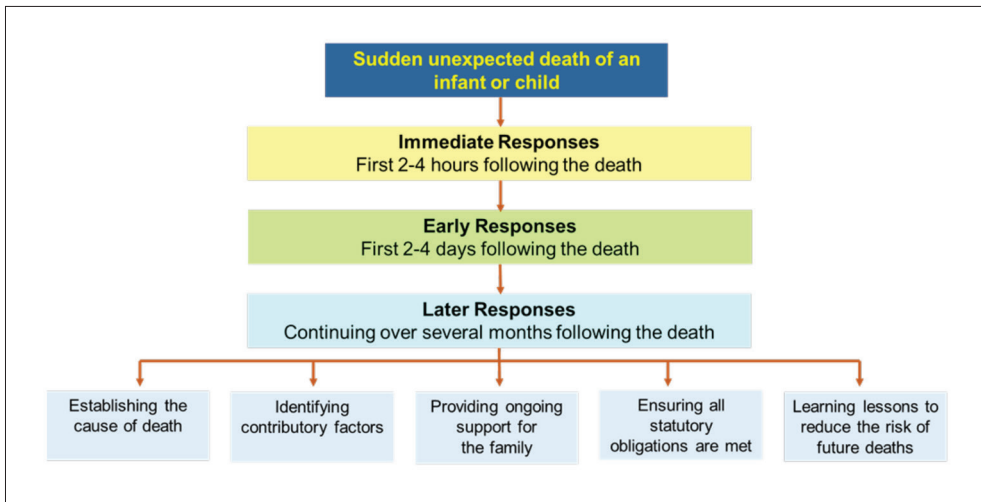 Sudden unexpected death of an
infant or child
Immediate Responses
First 2-4 hours following the death
Early Responses
First 2-4 days following the death
Later Responses
Continuing over several months following the death
Establishing the
cause of death
Identifying
contributory factors
Providing ongoing
support for
the family
Ensuring all
statutory
obligations are met
Learning lessons to
reduce the risk of
future deaths